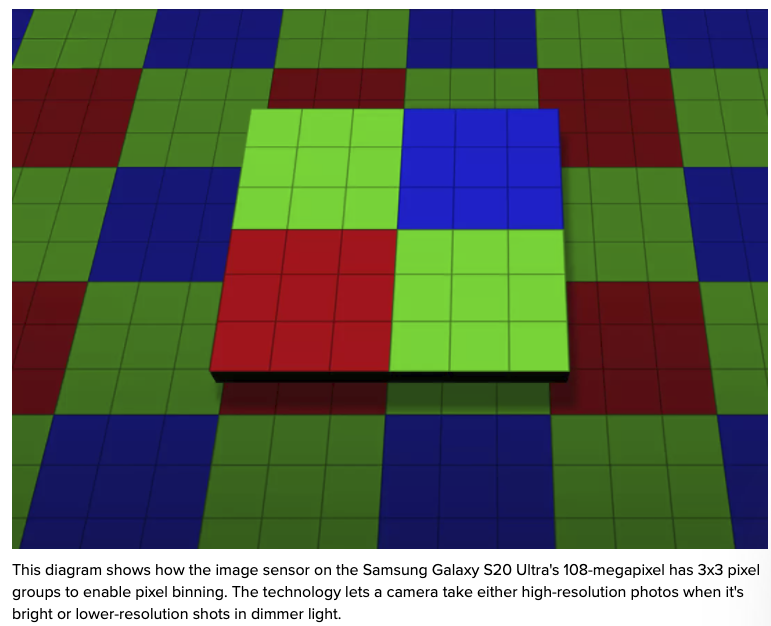 This diagram shows how the image sensor on the Samsung Galaxy S20 Ultra's 108-megapixel has 3x3 pixel
groups to enable pixel binning. The technology lets a camera take either high-resolution photos when it's
bright or lower-resolution shots in dimmer light.